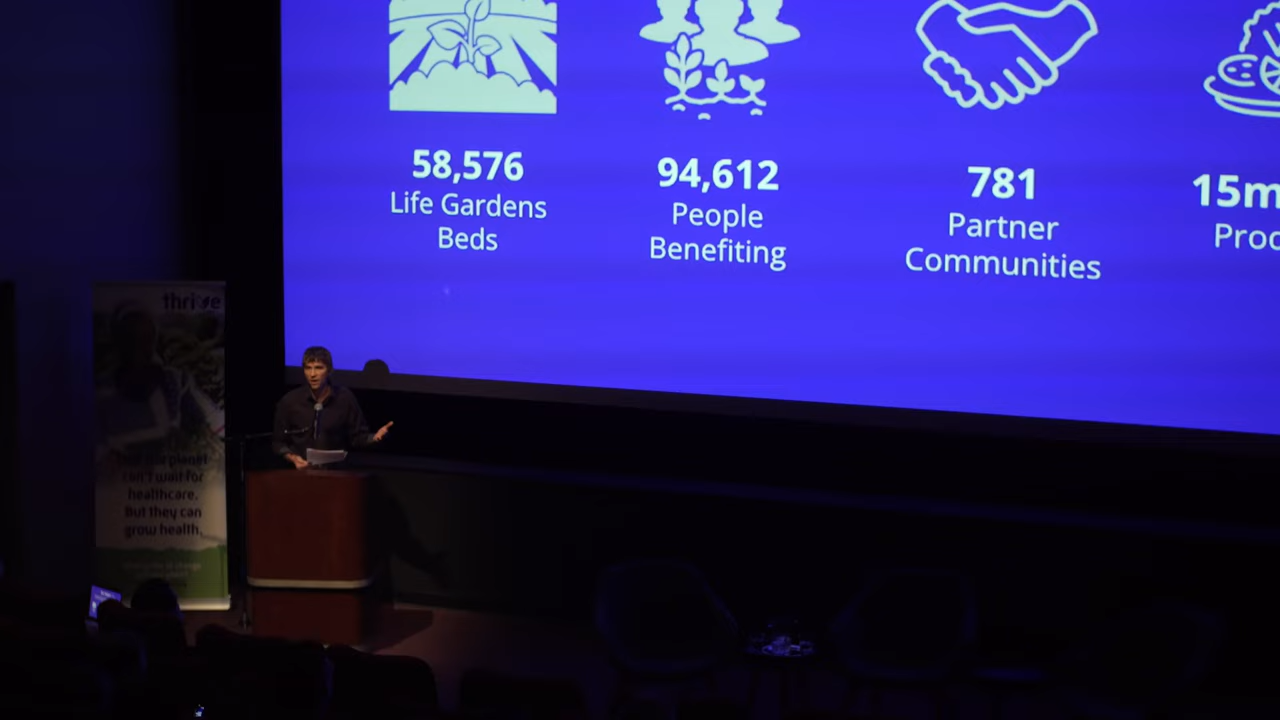 58,576
Life Gardens
Beds
94,612
People
Benefiting
781
Partner
Communities
15m
Proc
thrive
can't wait for
healthcare.
But they can
grow health.